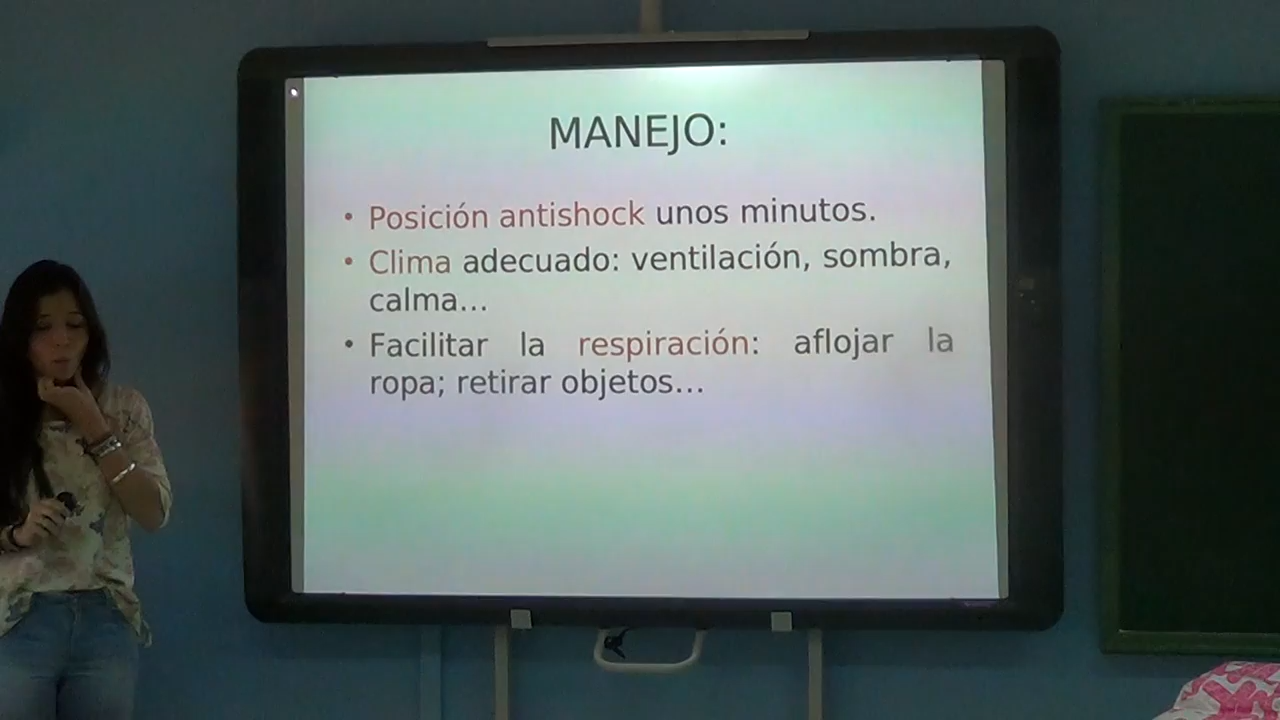 MANEJO:
• Posición antishock unos minutos.
• Clima adecuado: ventilación, sombra,
calma...
• Facilitar la respiración: aflojar la
ropa; retirar objetos...